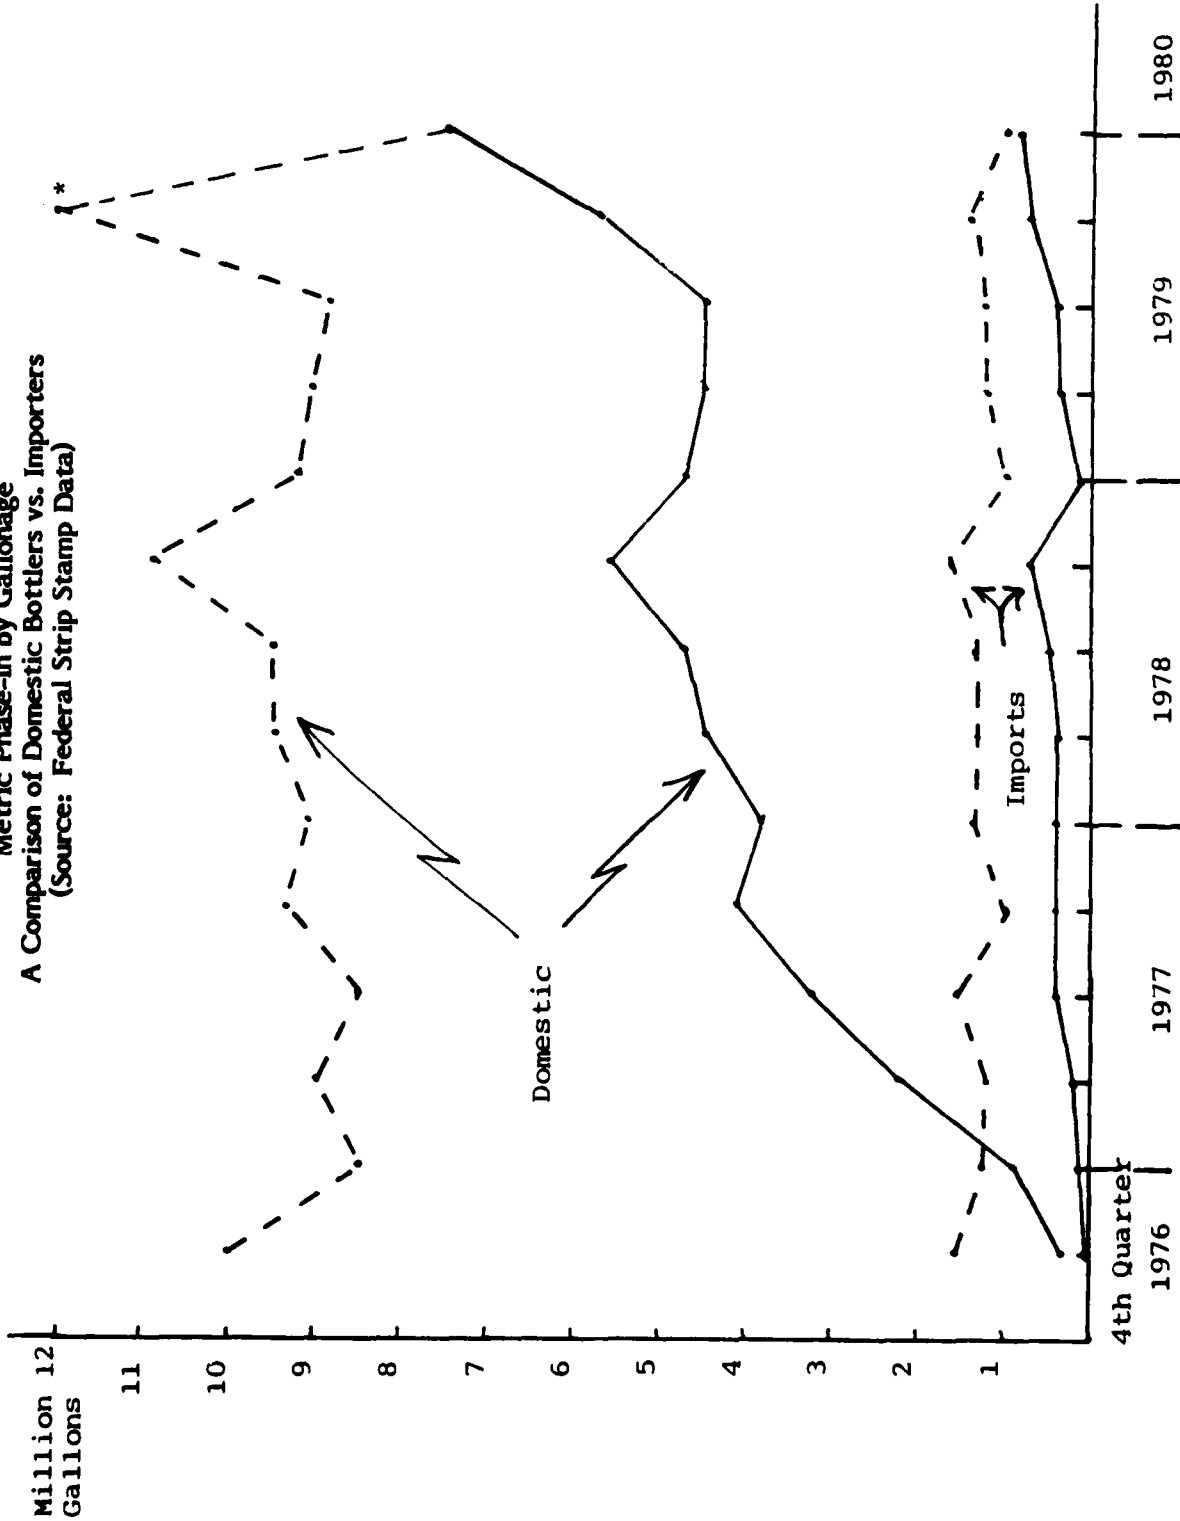 Metric Phase-In by Gallonage
A Comparison of Domestic Bottlers vs. Importers
(Source: Federal Strip Stamp Data)
Million 12
Gallons
11
10
9
8
7
6
5
4
3
2
1
*
Domestic
Imports
4th Quarter
1976
1977
1978
1979
1980